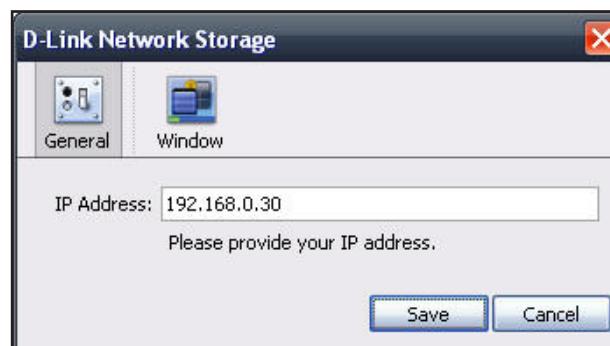 D-Link Network Storage
General Window
IP Address: 192.168.0.30
Please provide your IP address.
Save Cancel